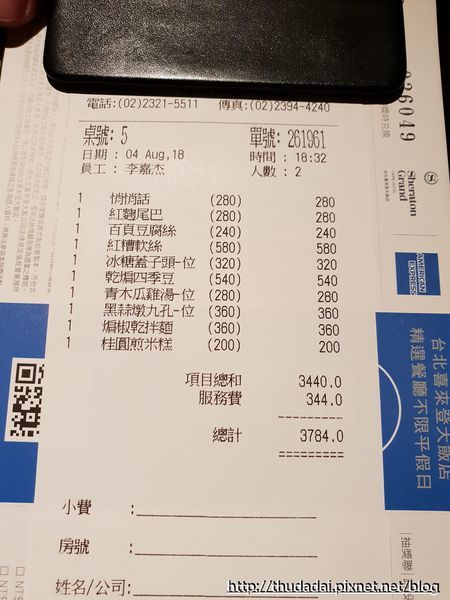 電話:(02)2321-5511 傳真:(02)2394-4240
桌號: 5 單號: 261961
日期 : 04 Aug,18 時間 : 18:32
員工 : 李嘉杰 人數 : 2
1 悄悄話 (280) 280
1 紅麴尾巴 (280) 280
1 百頁豆腐絲 (240) 240
1 紅糟軟絲 (580) 580
1 冰糖蓋子頭-位 (320) 320
1 乾煸四季豆 (540) 540
1 青木瓜雞湯-位 (280) 280
1 黑蒜燉九孔-位 (360) 360
1 煸椒乾拌麵 (360) 360
1 桂圓煎米糕 (200) 200
項目總和 3440.0
服務費 344.0
總計 3784.0
小費 :
房號 :
姓名/公司:
036049
Sheraton
Grand
AMERICAN
EXPRESS
台北喜來登大飯店
精選餐廳不限平假日
抽獎聯
http://thudadai.pixnet.net/blog